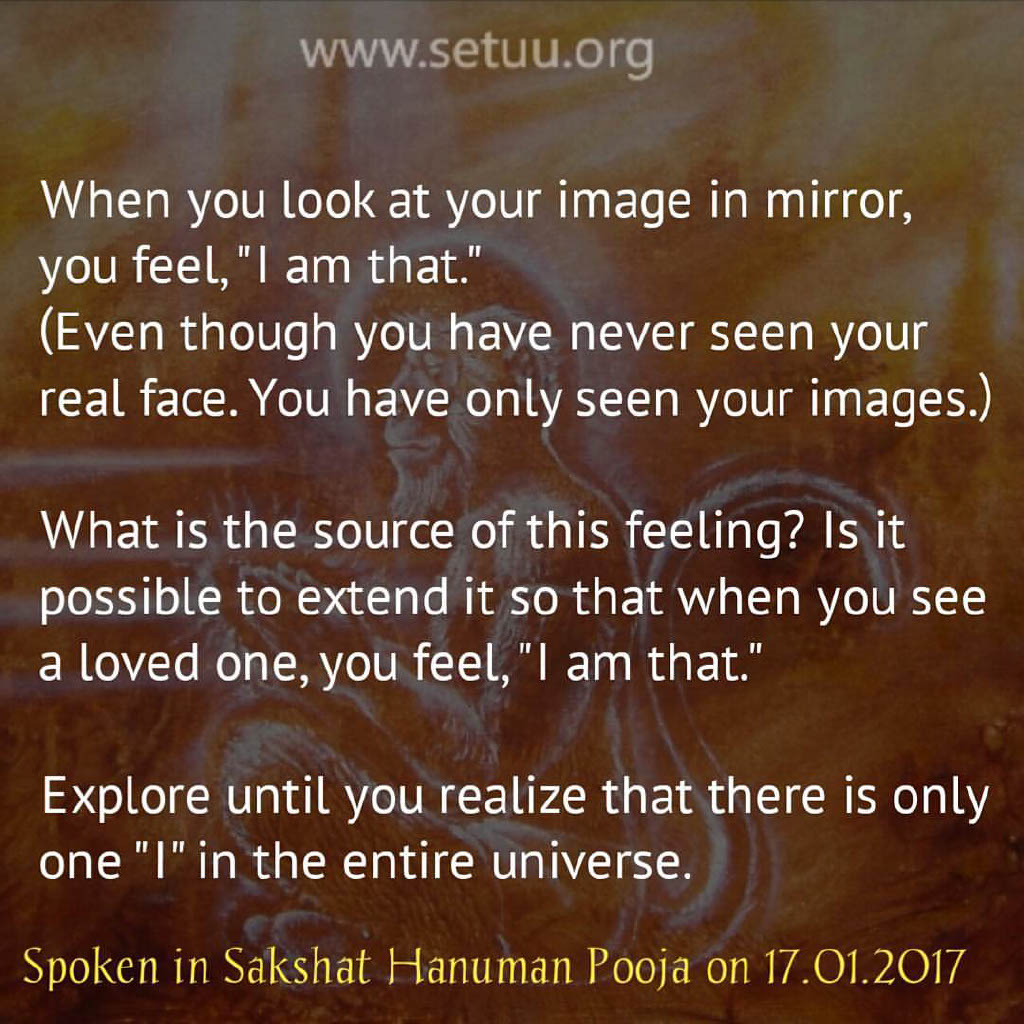 www.setuu.org
When you look at your image in mirror,
you feel, "I am that."
(Even though you have never seen your
real face. You have only seen your images.)
What is the source of this feeling? Is it
possible to extend it so that when you see
a loved one, you feel, "I am that."
Explore until you realize that there is only
one "I" in the entire universe.
Spoken in Sakshat Hanuman Pooja on 17.01.2017